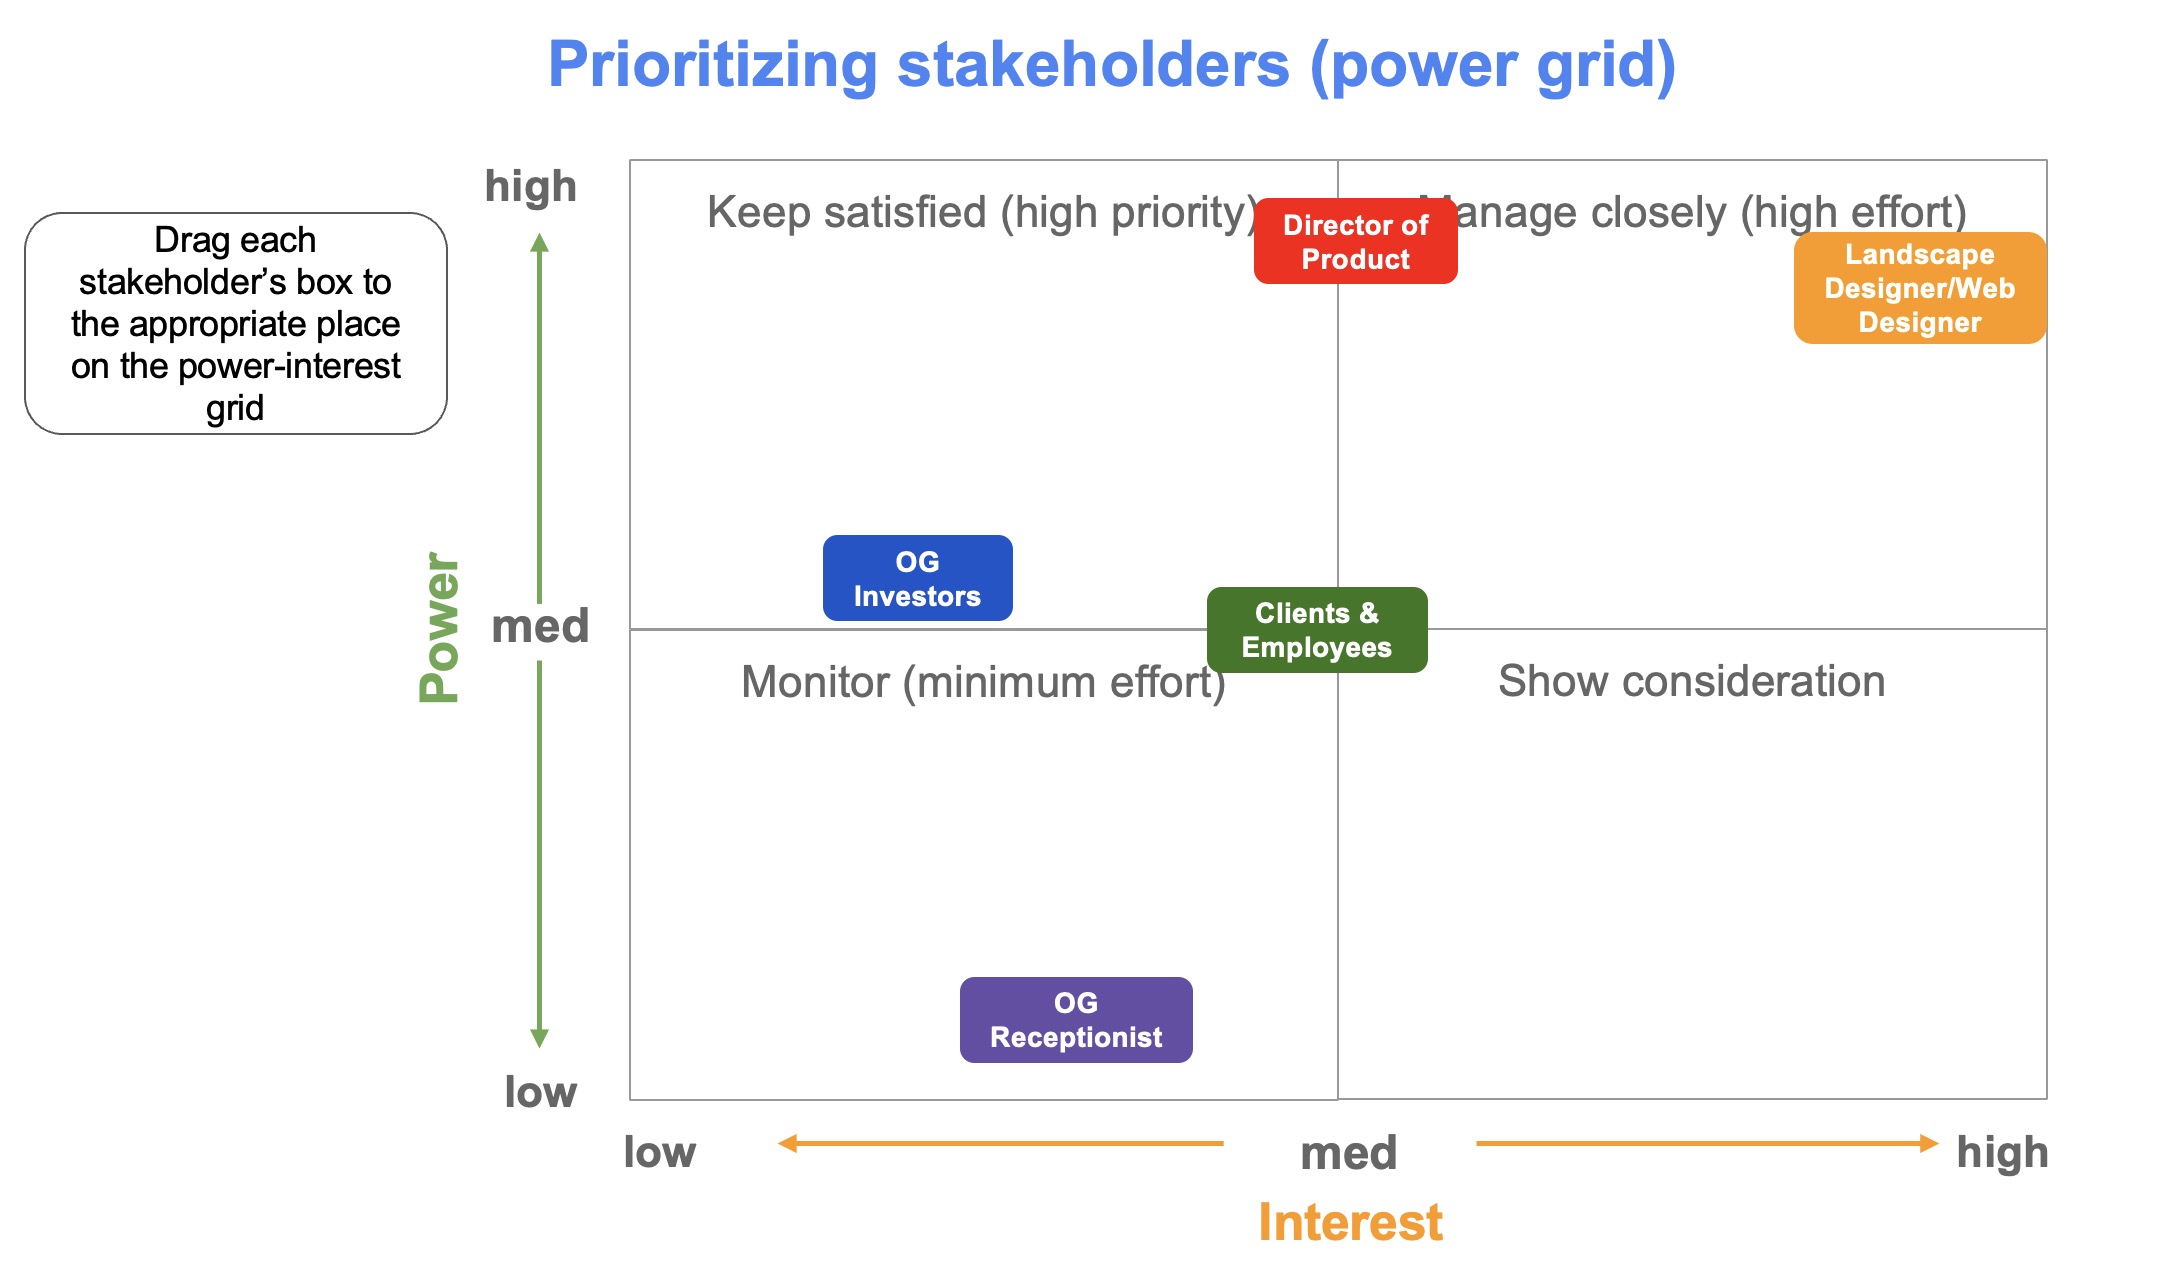 Prioritizing stakeholders (power grid)
high
Drag each
stakeholder’s box to
the appropriate place
on the power-interest
grid
Keep satisfied (high priority)
Director of
Product
anage closely (high effort)
Landscape
Designer/Web
Designer
Power
med
OG
Investors
Clients &
Employees
Monitor (minimum effort)
Show consideration
OG
Receptionist
low
low
med
high
Interest